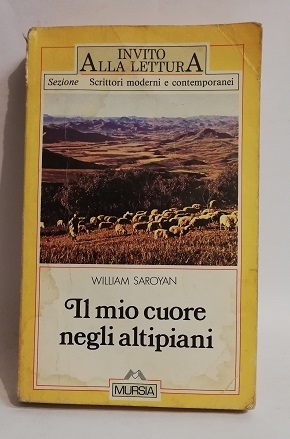 INVITO
ALLA LETTURA
Sezione Scrittori moderni e contemporanei
WILLIAM SAROYAN
Il mio cuore
negli altipiani
MURSIA